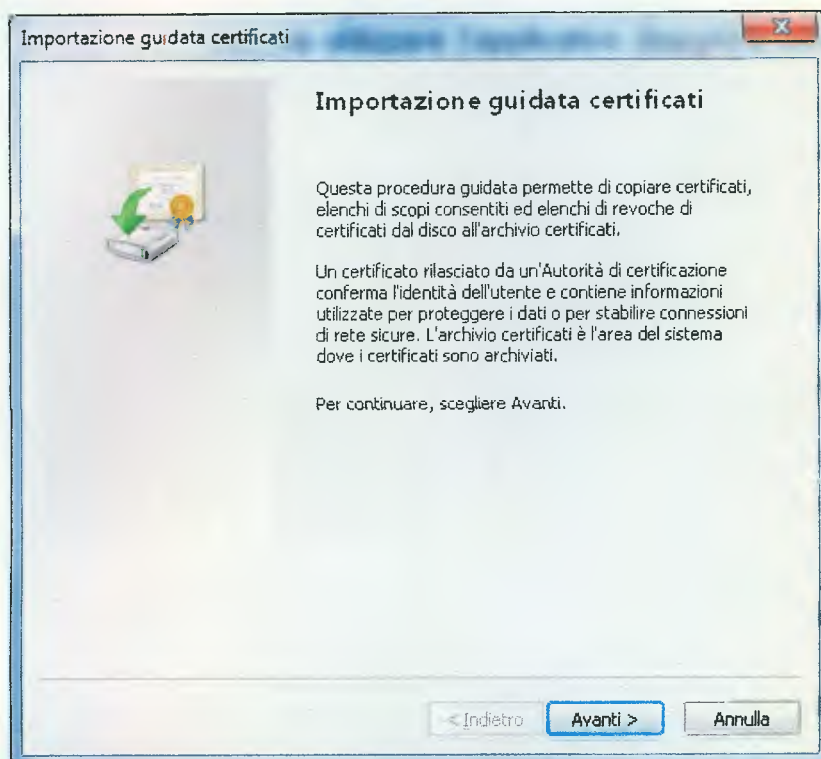 Importazione guidata certificati
Importazione guidata certificati
Questa procedura guidata permette di copiare certificati,
elenchi di scopi consentiti ed elenchi di revoche di
certificati dal disco all'archivio certificati.
Un certificato rilasciato da un'Autorità di certificazione
conferma l'identità dell'utente e contiene informazioni
utilizzate per proteggere i dati o per stabilire connessioni
di rete sicure. L'archivio certificati è l'area del sistema
dove i certificati sono archiviati.
Per continuare, scegliere Avanti.
< Indietro
Avanti >
Annulla